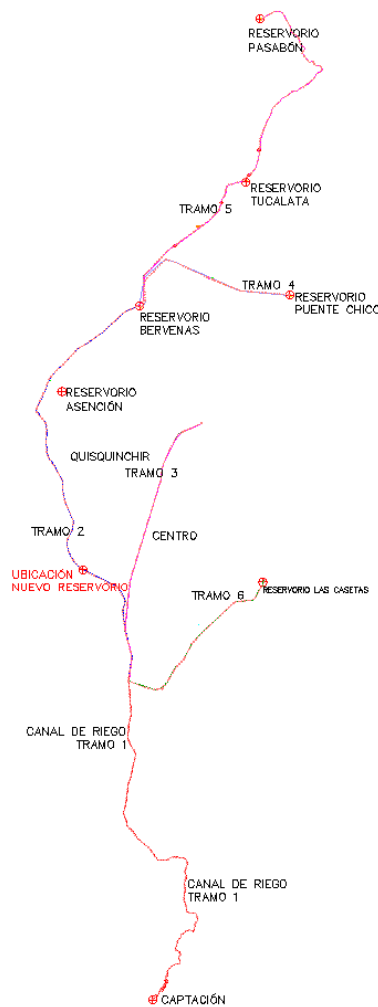 RESERVORIO
PASABÓN
RESERVORIO
TUCALATA
TRAMO 5
TRAMO 4
RESERVORIO
PUENTE CHICO
RESERVORIO
BERVENAS
RESERVORIO
ASENCIÓN
QUISQUINCHIR
TRAMO 3
TRAMO 2
CENTRO
UBICACIÓN
NUEVO RESERVORIO
RESERVORIO LAS CASETAS
TRAMO 6
CANAL DE RIEGO
TRAMO 1
CANAL DE RIEGO
TRAMO 1
CAPTACIÓN